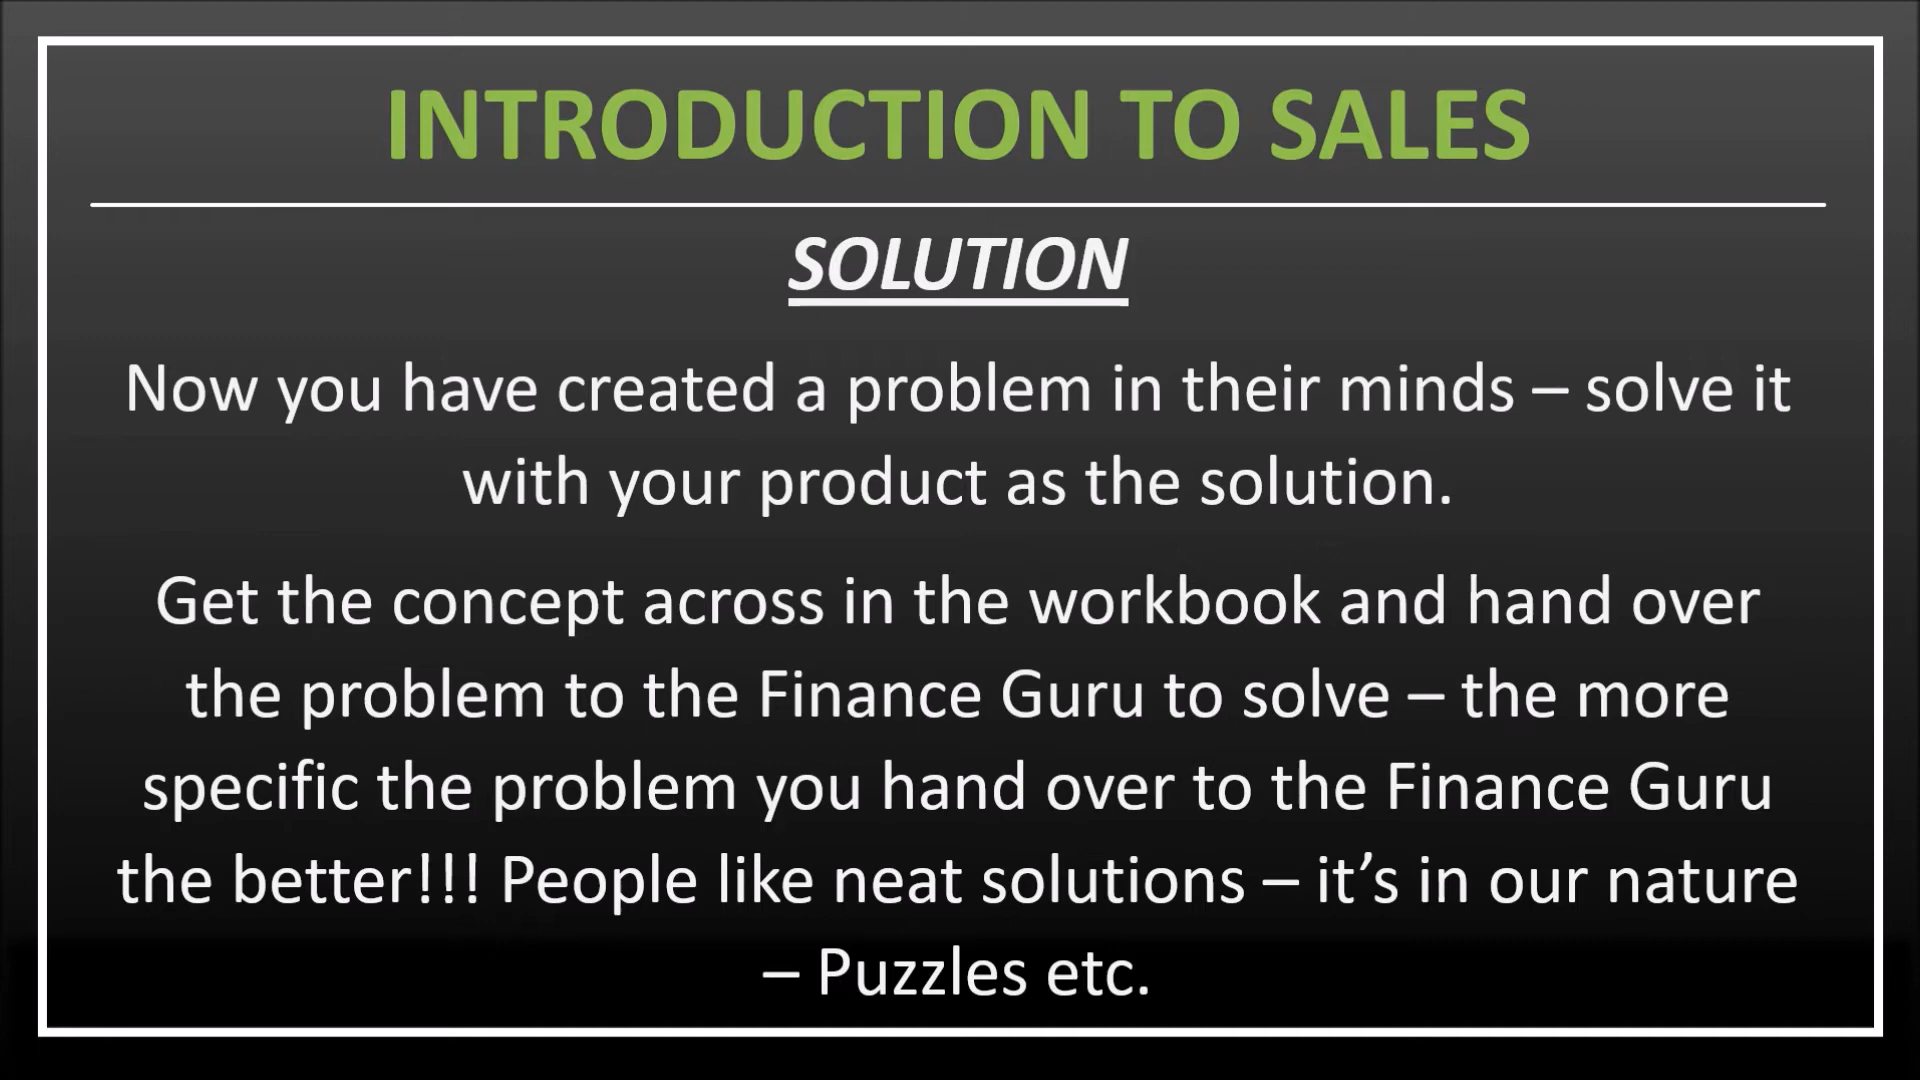 INTRODUCTION TO SALES
SOLUTION
Now you have created a problem in their minds – solve it
with your product as the solution.
Get the concept across in the workbook and hand over
the problem to the Finance Guru to solve – the more
specific the problem you hand over to the Finance Guru
the better!!! People like neat solutions – it’s in our nature
– Puzzles etc.